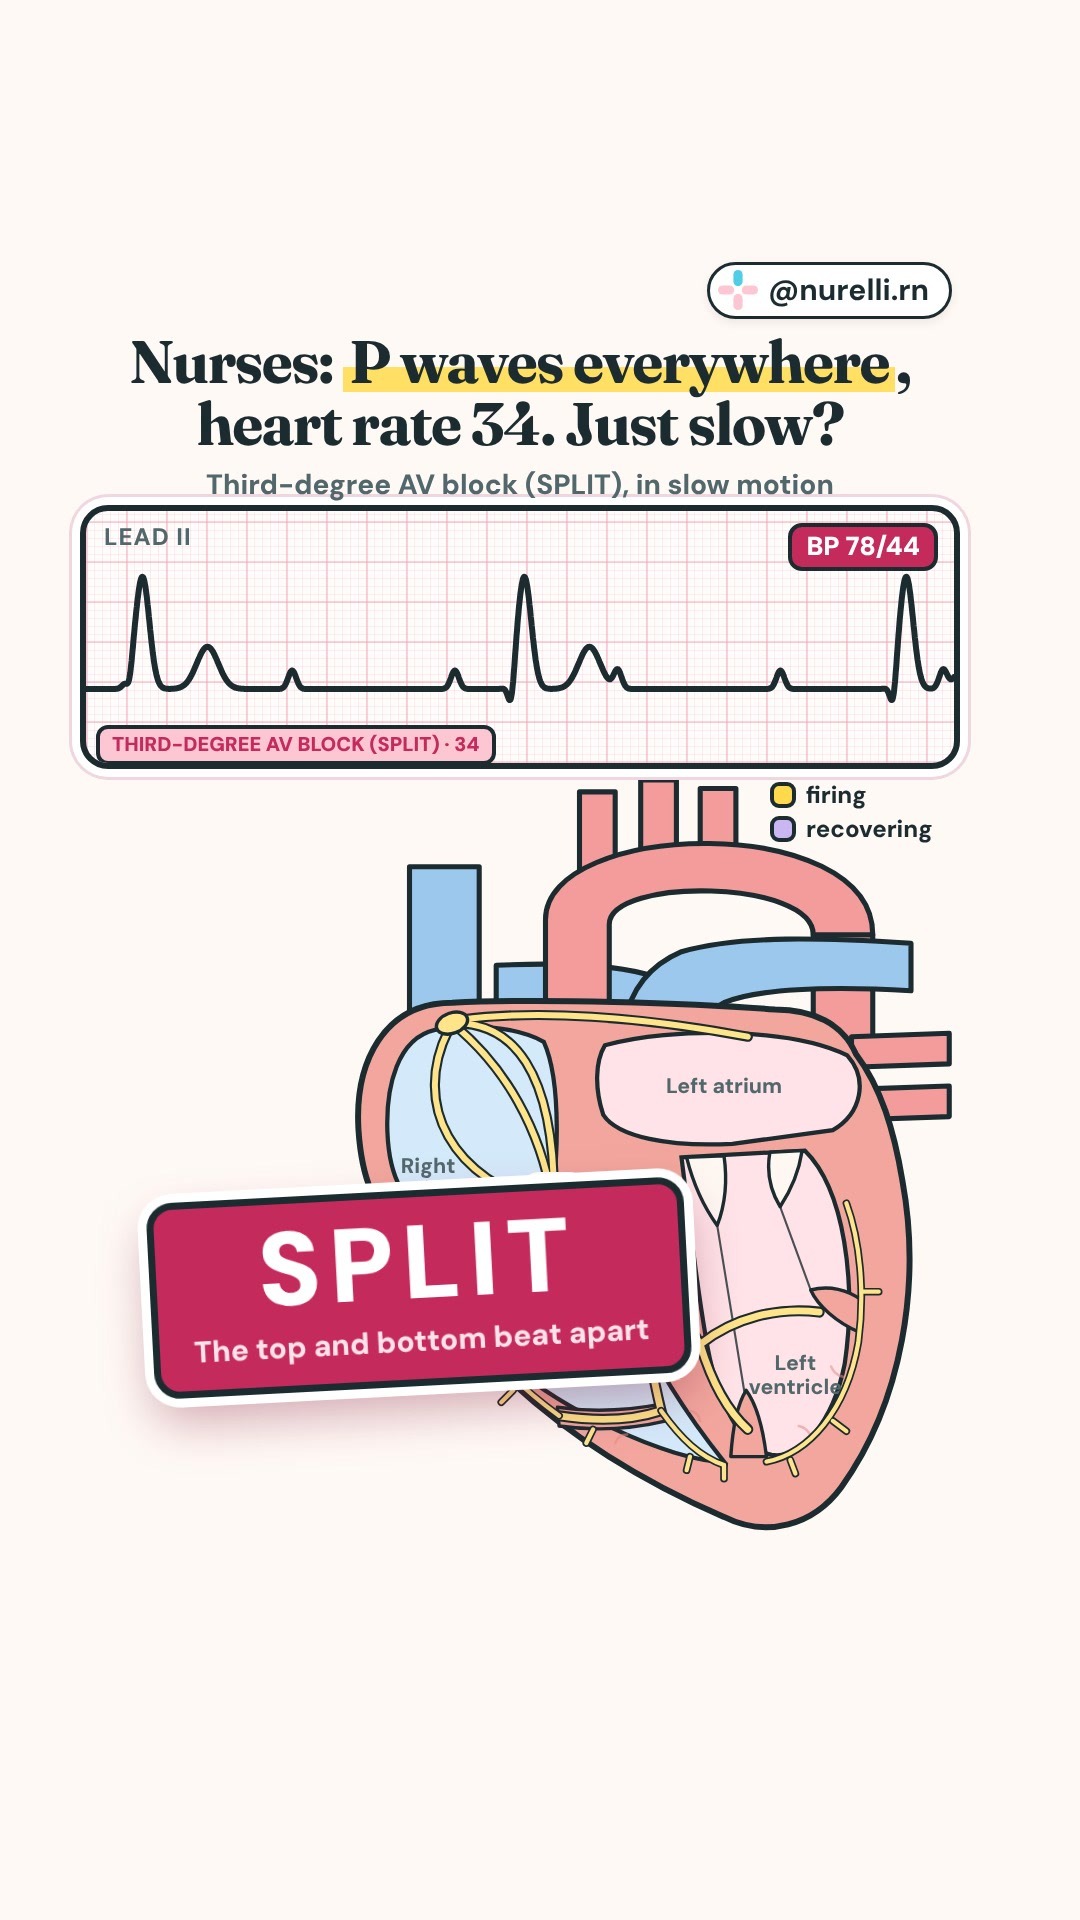 @nurelli.rn
Nurses: P waves everywhere,
heart rate 34. Just slow?
Third-degree AV block (SPLIT), in slow motion
LEAD II
BP 78/44
THIRD-DEGREE AV BLOCK (SPLIT) · 34
firing
recovering
Left atrium
Right
SPLIT
The top and bottom beat apart
Left
ventricle